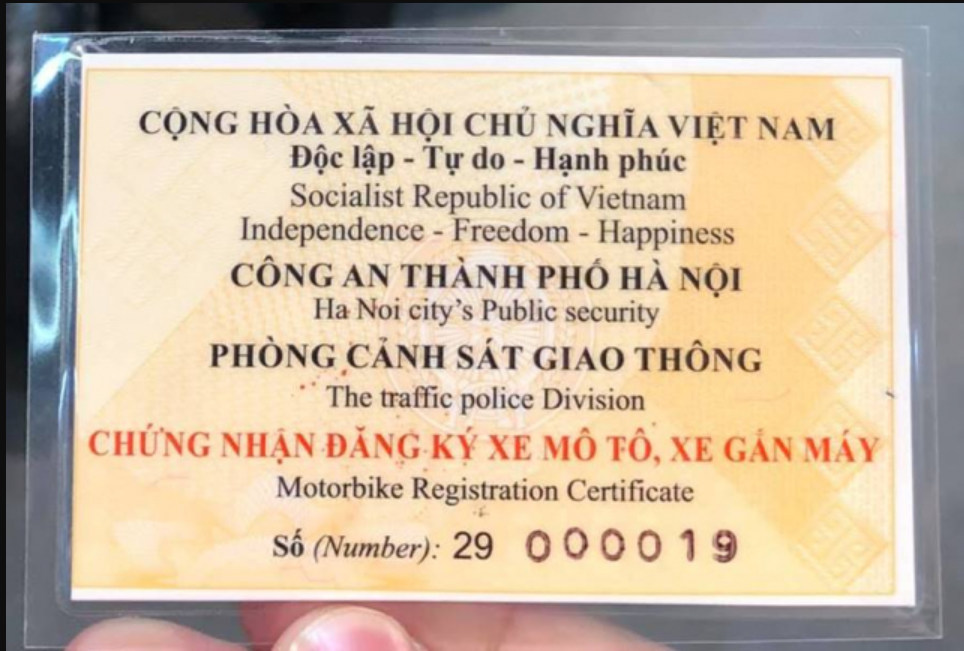 CỘNG HÒA XÃ HỘI CHỦ NGHĨA VIỆT NAM
Độc lập - Tự do - Hạnh phúc
Socialist Republic of Vietnam
Independence - Freedom - Happiness
CÔNG AN THÀNH PHỐ HÀ NỘI
Ha Noi city's Public security
PHÒNG CẢNH SÁT GIAO THÔNG
The traffic police Division
CHỨNG NHẬN ĐĂNG KÝ XE MÔ TÔ, XE GẮN MÁY
Motorbike Registration Certificate
Số (Number): 29 000019